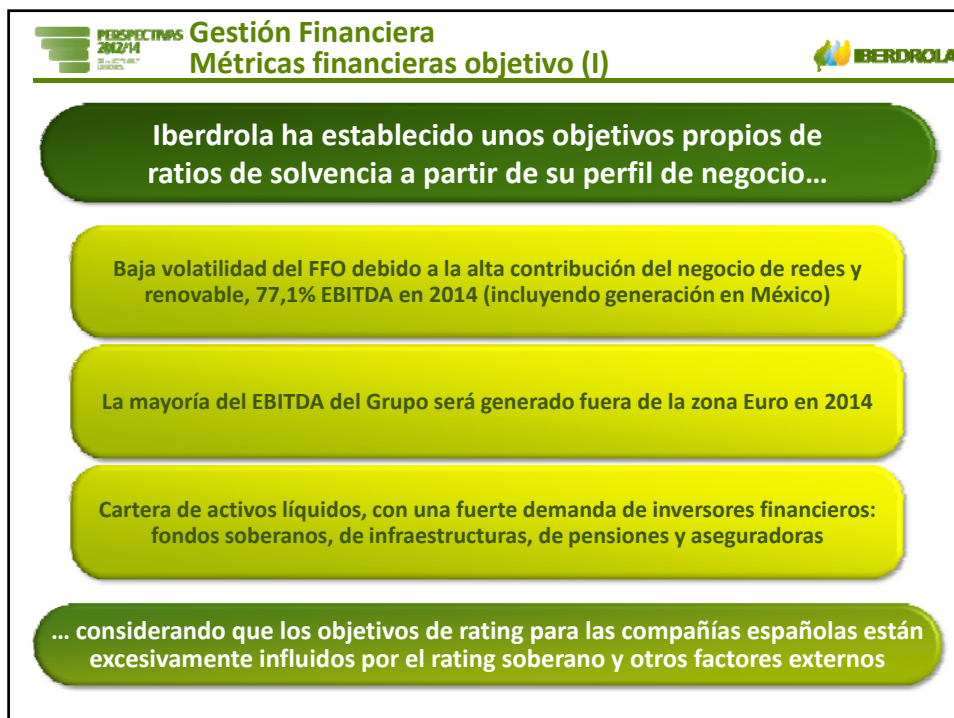 PERSPECTIVAS
2012/14
Gestión Financiera
Métricas financieras objetivo (I)
IBERDROLA
Iberdrola ha establecido unos objetivos propios de
ratios de solvencia a partir de su perfil de negocio…
Baja volatilidad del FFO debido a la alta contribución del negocio de redes y
renovable, 77,1% EBITDA en 2014 (incluyendo generación en México)
La mayoría del EBITDA del Grupo será generado fuera de la zona Euro en 2014
Cartera de activos líquidos, con una fuerte demanda de inversores financieros:
fondos soberanos, de infraestructuras, de pensiones y aseguradoras
… considerando que los objetivos de rating para las compañías españolas están
excesivamente influidos por el rating soberano y otros factores externos